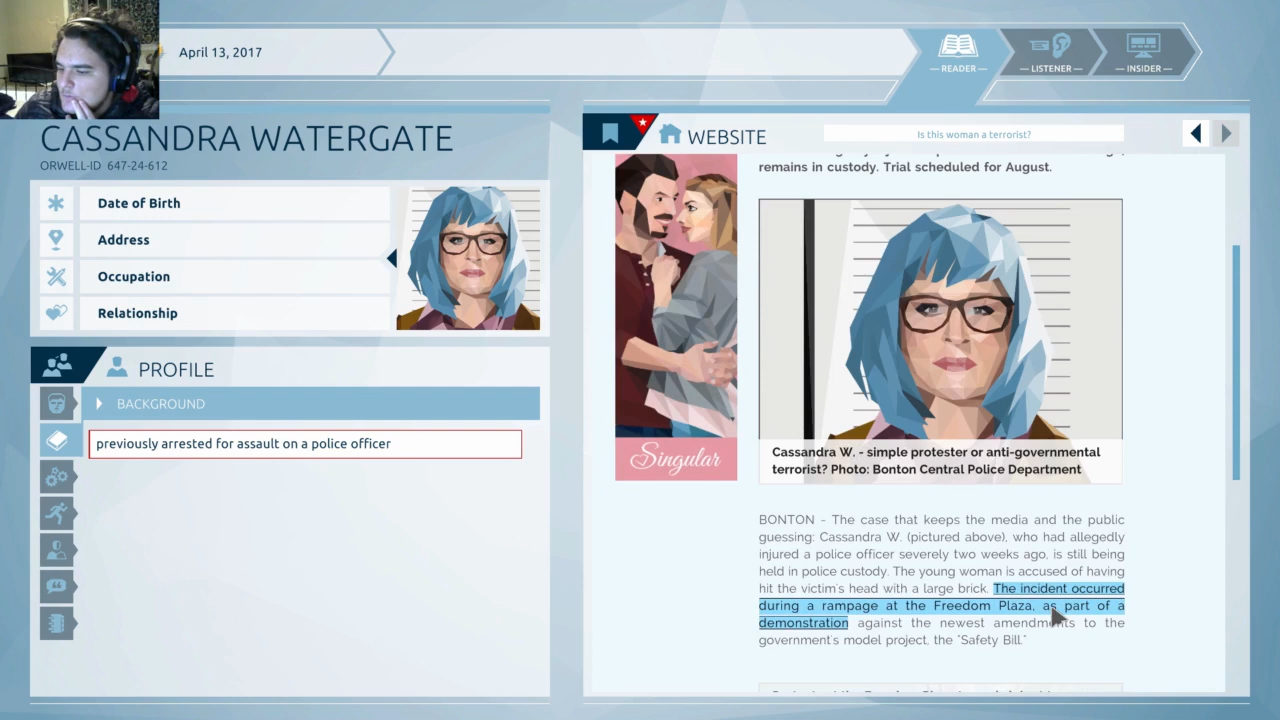 April 13, 2017
— READER —
— LISTENER —
— INSIDER —
CASSANDRA WATERGATE
ORWELL-ID 647-24-612
Date of Birth
Address
Occupation
Relationship
PROFILE
BACKGROUND
previously arrested for assault on a police officer
WEBSITE
Is this woman a terrorist?
remains in custody. Trial scheduled for August.
Singular
Cassandra W. - simple protester or anti-governmental
terrorist? Photo: Bonton Central Police Department
BONTON - The case that keeps the media and the public
guessing: Cassandra W. (pictured above), who had allegedly
injured a police officer severely two weeks ago, is still being
held in police custody. The young woman is accused of having
hit the victim's head with a large brick. The incident occurred
during a rampage at the Freedom Plaza, as part of a
demonstration against the newest amendments to the
government's model project, the "Safety Bill."